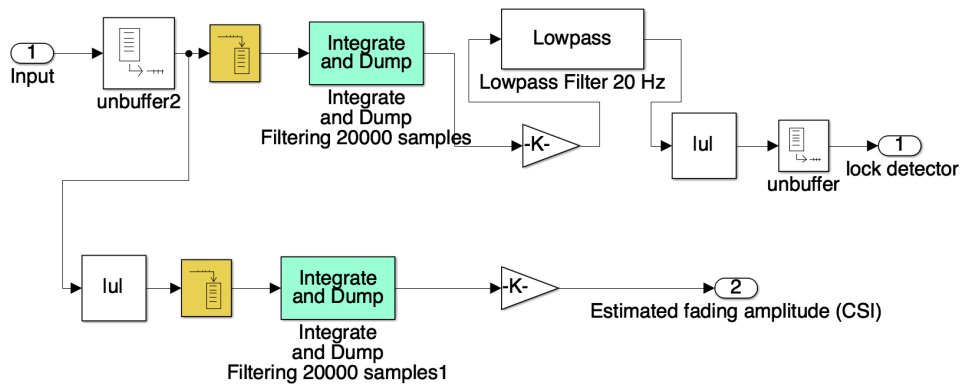 1
Input
unbuffer2
Integrate
and Dump
Integrate
and Dump
Filtering 20000 samples
-K-
Lowpass
Lowpass Filter 20 Hz
|u|
unbuffer
1
lock detector
|u|
Integrate
and Dump
Integrate
and Dump
Filtering 20000 samples1
-K-
2
Estimated fading amplitude (CSI)